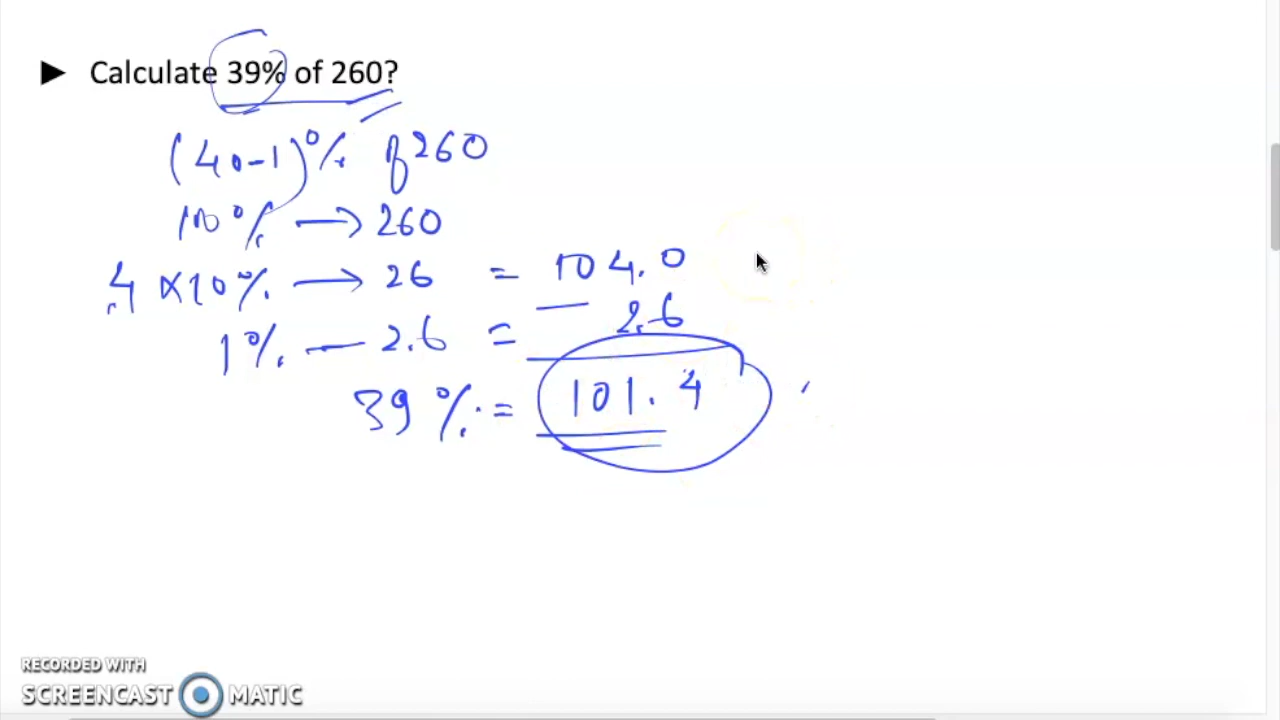 ► Calculate 39% of 260?
(40-1)% of 260
100% → 260
4 × 10% → 26 = 104.0
1% — 2.6 = 2.6
39% = 101.4
RECORDED WITH
SCREENCAST MATIC